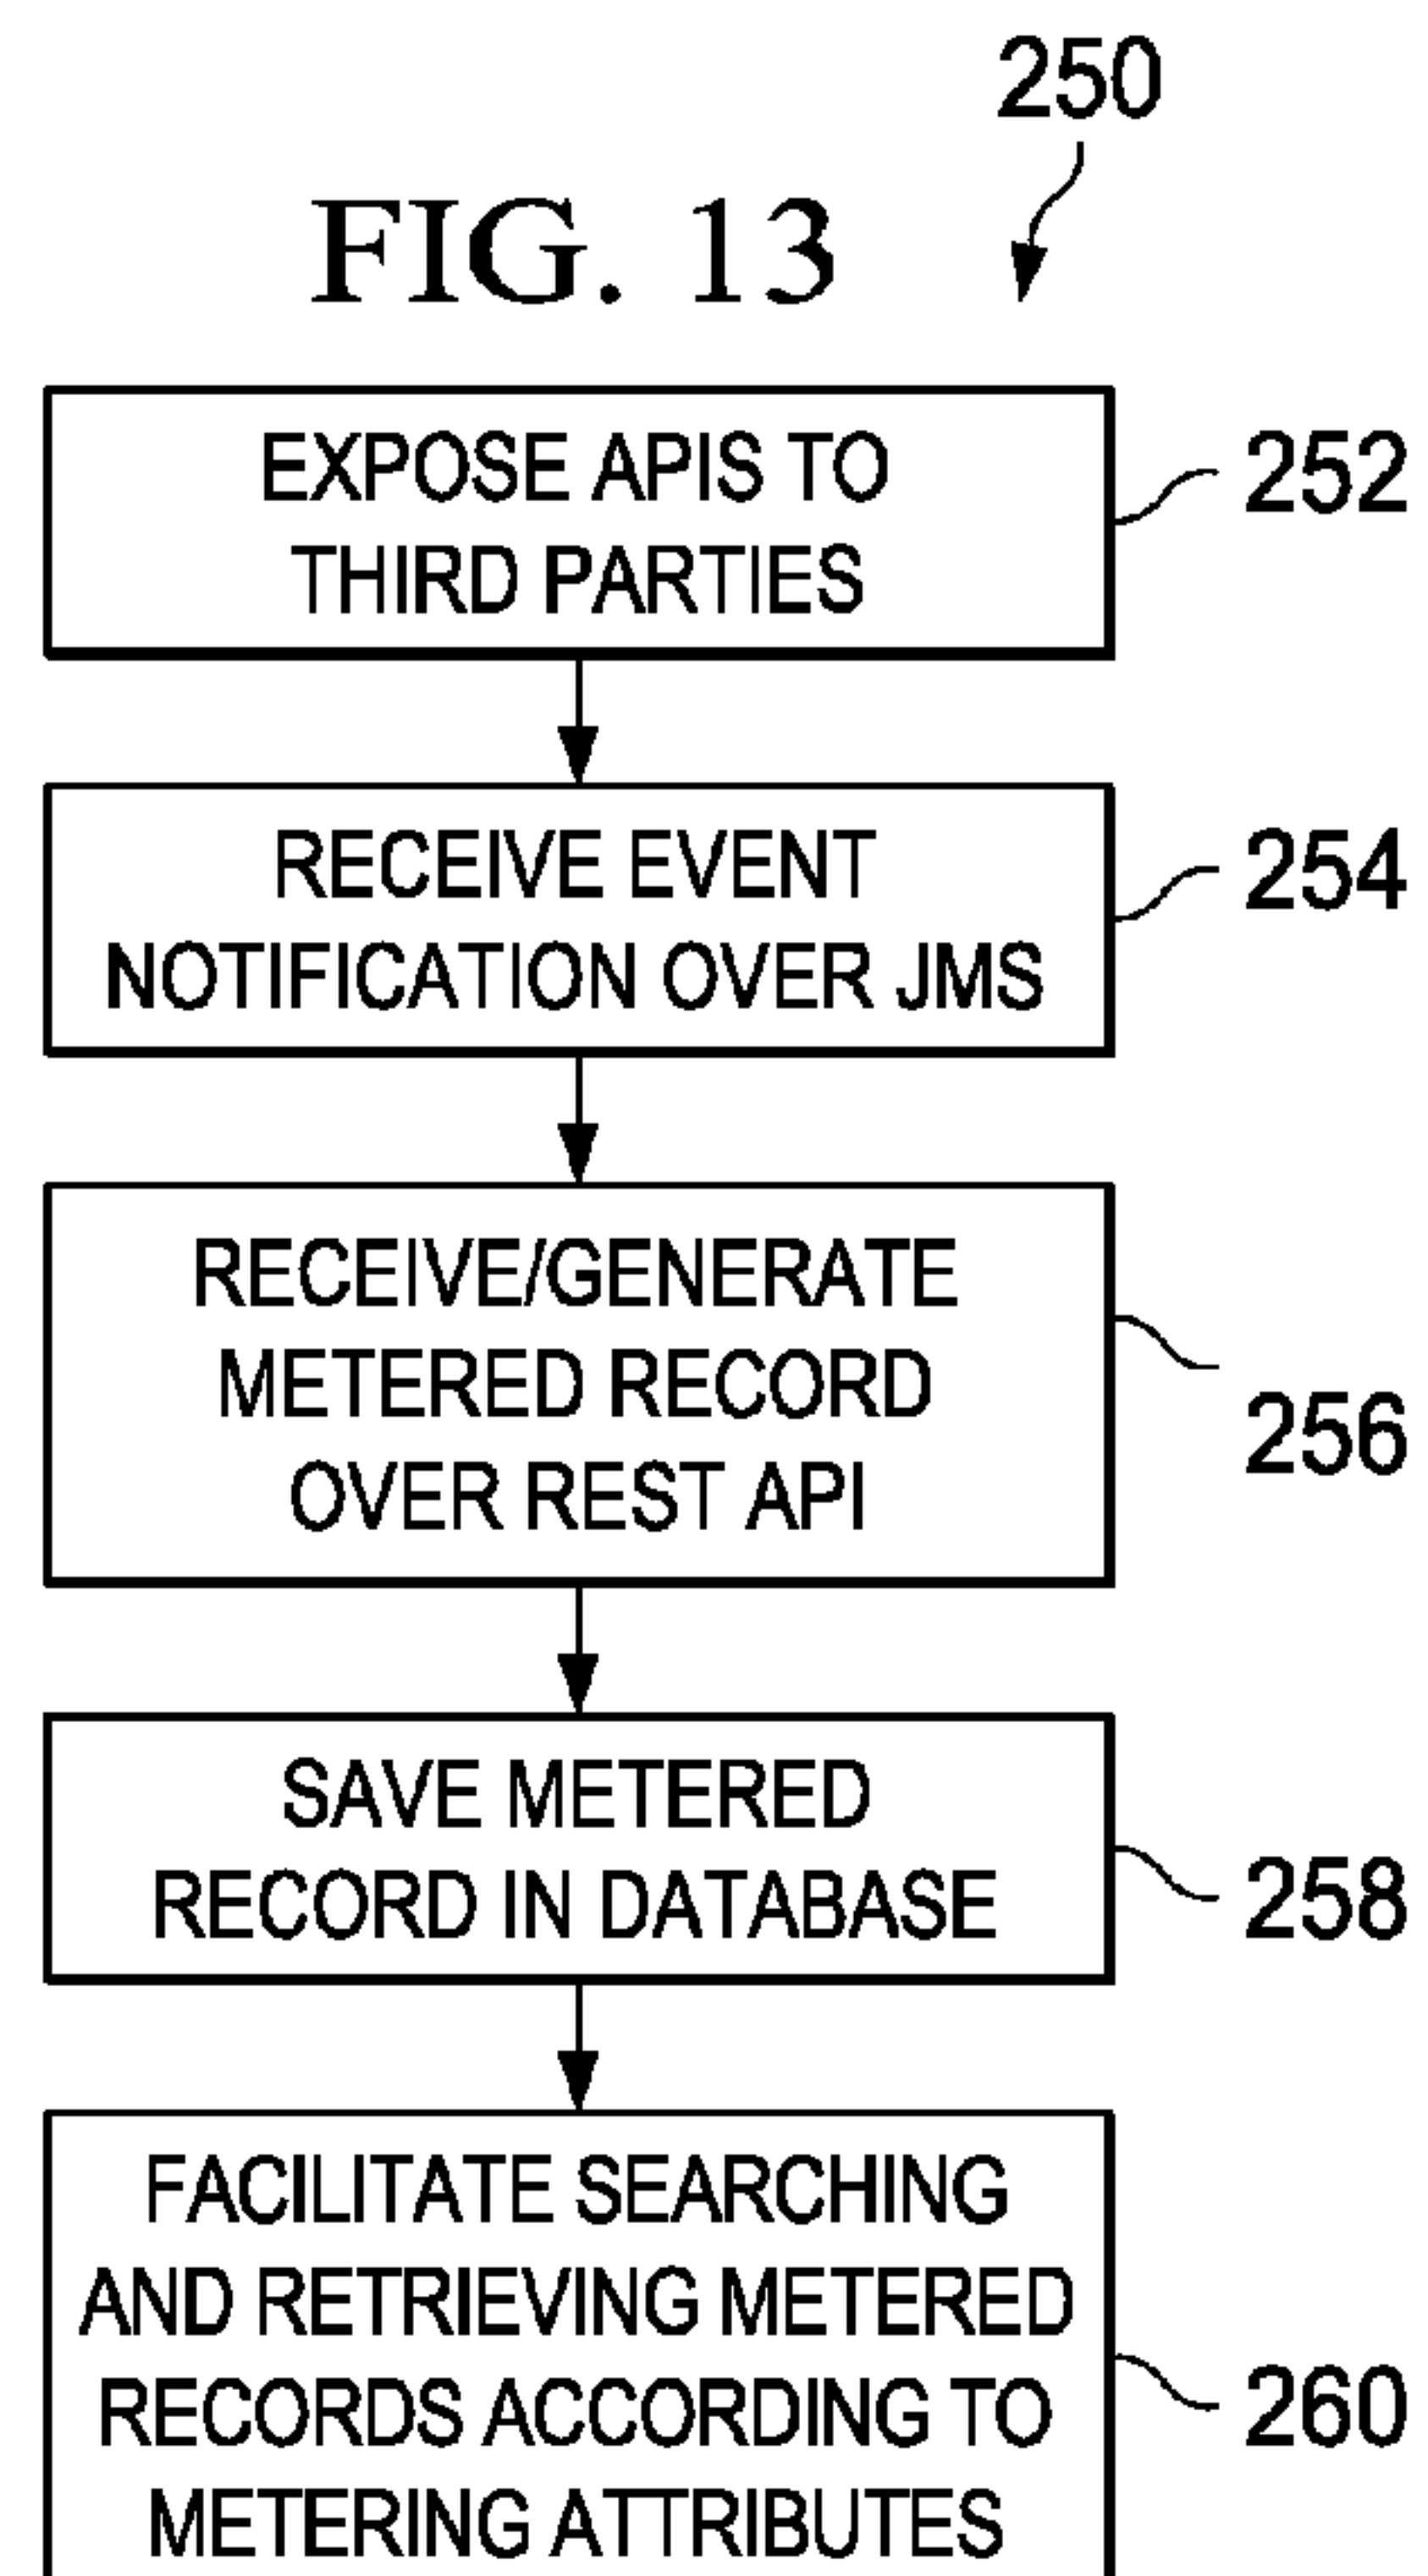 250
FIG. 13
EXPOSE APIS TO
THIRD PARTIES
252
RECEIVE EVENT
NOTIFICATION OVER JMS
254
RECEIVE/GENERATE
METERED RECORD
OVER REST API
256
SAVE METERED
RECORD IN DATABASE
258
FACILITATE SEARCHING
AND RETRIEVING METERED
RECORDS ACCORDING TO
METERING ATTRIBUTES
260